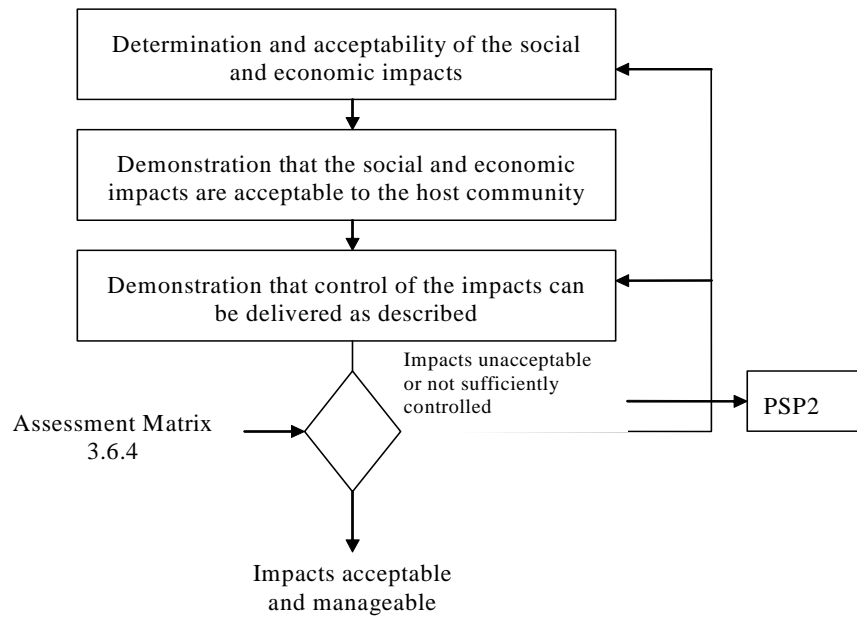 Determination and acceptability of the social
and economic impacts
Demonstration that the social and economic
impacts are acceptable to the host community
Demonstration that control of the impacts can
be delivered as described
Impacts unacceptable
or not sufficiently
controlled
PSP2
Assessment Matrix
3.6.4
Impacts acceptable
and manageable